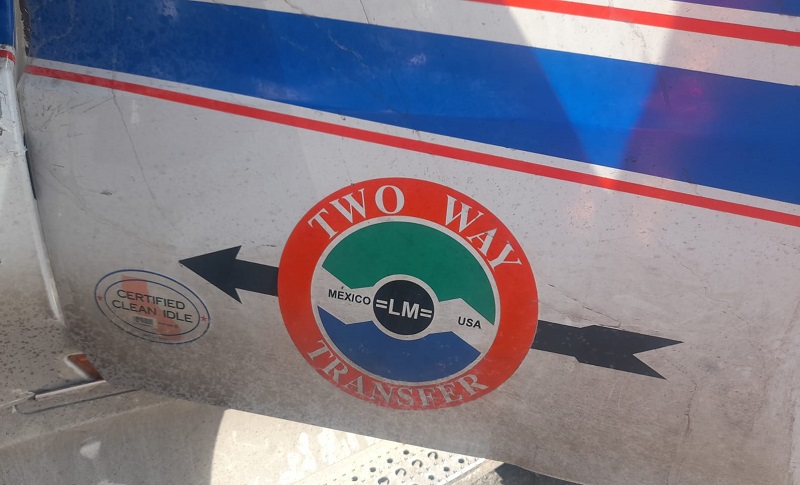 TWO WAY
MEXICO
=LM=
USA
TRANSFER
CERTIFIED
CLEAN IDLE